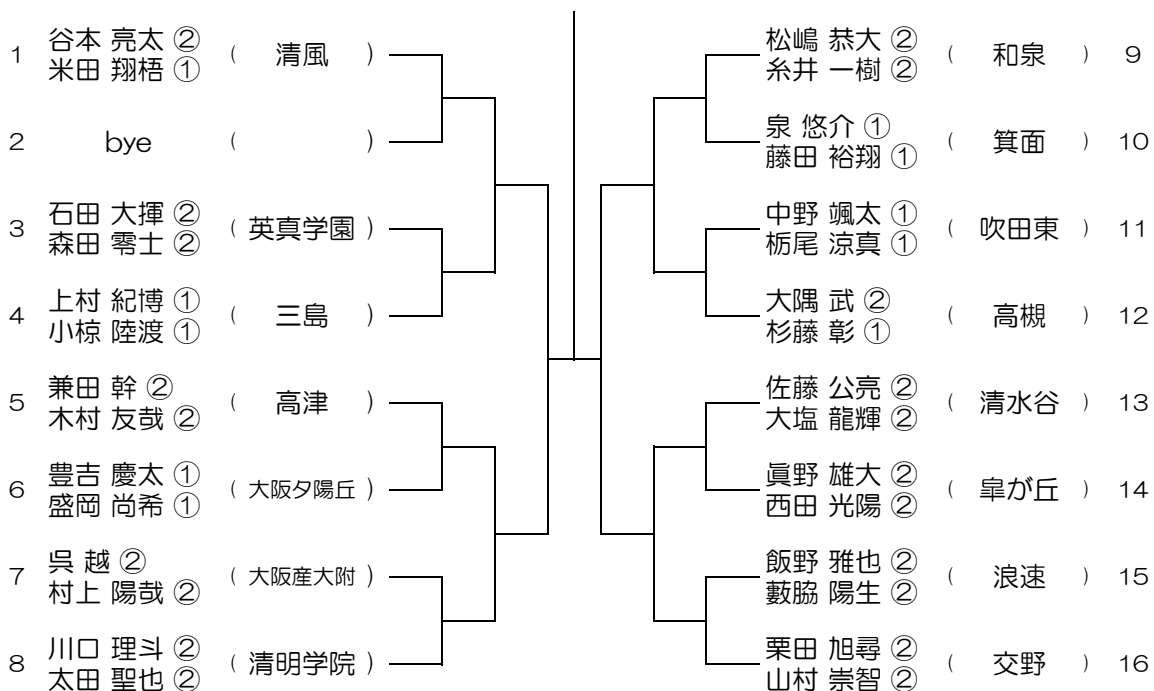 1 谷本 亮太 ② ( 清風 )
米田 翔梧 ①
2 bye ( )
3 石田 大揮 ② ( 英真学園 )
森田 零士 ②
4 上村 紀博 ① ( 三島 )
小椋 陸渡 ①
5 兼田 幹 ② ( 高津 )
木村 友哉 ②
6 豊吉 慶太 ① ( 大阪夕陽丘 )
盛岡 尚希 ①
7 呉 越 ② ( 大阪産大附 )
村上 陽哉 ②
8 川口 理斗 ② ( 清明学院 )
太田 聖也 ②
松嶋 恭大 ② ( 和泉 ) 9
糸井 一樹 ②
泉 悠介 ① ( 箕面 ) 10
藤田 裕翔 ①
中野 颯太 ① ( 吹田東 ) 11
栃尾 涼真 ①
大隅 武 ② ( 高槻 ) 12
杉藤 彰 ①
佐藤 公亮 ② ( 清水谷 ) 13
大塩 龍輝 ②
眞野 雄大 ② ( 皐が丘 ) 14
西田 光陽 ②
飯野 雅也 ② ( 浪速 ) 15
藪脇 陽生 ②
栗田 旭尋 ② ( 交野 ) 16
山村 崇智 ②